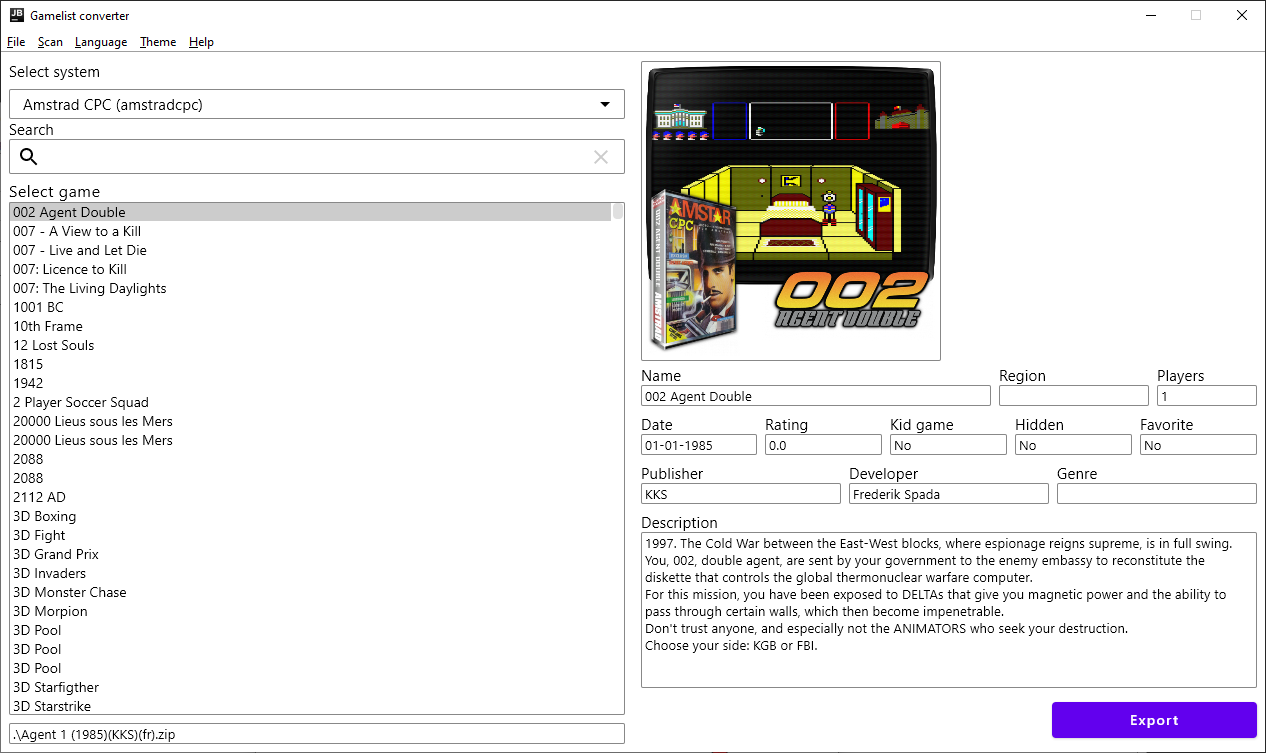 JB
Gamelist converter
File Scan Language Theme Help
Select system
Amstrad CPC (amstradcpc)
Search
Select game
002 Agent Double
007 - A View to a Kill
007 - Live and Let Die
007: Licence to Kill
007: The Living Daylights
1001 BC
10th Frame
12 Lost Souls
1815
1942
2 Player Soccer Squad
20000 Lieus sous les Mers
20000 Lieus sous les Mers
2088
2088
2112 AD
3D Boxing
3D Fight
3D Grand Prix
3D Invaders
3D Monster Chase
3D Morpion
3D Pool
3D Pool
3D Pool
3D Starfigther
3D Starstrike
.\Agent 1 (1985)(KKS)(fr).zip
AMSTAR
CPC
002 AGENT DOUBLE AMSTRAD
002
AGENT DOUBLE
Name Region Players
002 Agent Double 1
Date Rating Kid game Hidden Favorite
01-01-1985 0.0 No No No
Publisher Developer Genre
KKS Frederik Spada
Description
1997. The Cold War between the East-West blocks, where espionage reigns supreme, is in full swing.
You, 002, double agent, are sent by your government to the enemy embassy to reconstitute the
diskette that controls the global thermonuclear warfare computer.
For this mission, you have been exposed to DELTAs that give you magnetic power and the ability to
pass through certain walls, which then become impenetrable.
Don't trust anyone, and especially not the ANIMATORS who seek your destruction.
Choose your side: KGB or FBI.
Export